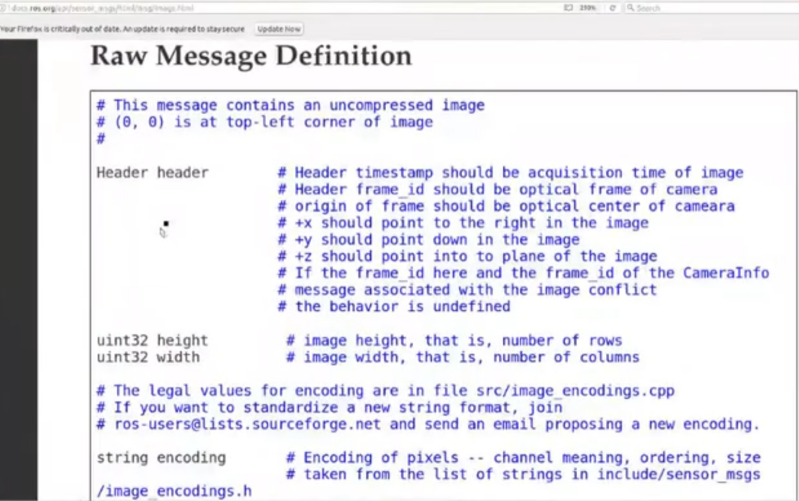 docs.ros.org/api/sensor_msgs/html/msg/Image.html
Search
Your Firefox is critically out of date. An update is required to stay secure
Update Now
Raw Message Definition
# This message contains an uncompressed image
# (0, 0) is at top-left corner of image
#
Header header # Header timestamp should be acquisition time of image
# Header frame_id should be optical frame of camera
# origin of frame should be optical center of cameara
# +x should point to the right in the image
# +y should point down in the image
# +z should point into to plane of the image
# If the frame_id here and the frame_id of the CameraInfo
# message associated with the image conflict
# the behavior is undefined
uint32 height # image height, that is, number of rows
uint32 width # image width, that is, number of columns
# The legal values for encoding are in file src/image_encodings.cpp
# If you want to standardize a new string format, join
# ros-users@lists.sourceforge.net and send an email proposing a new encoding.
string encoding # Encoding of pixels -- channel meaning, ordering, size
# taken from the list of strings in include/sensor_msgs
/image_encodings.h